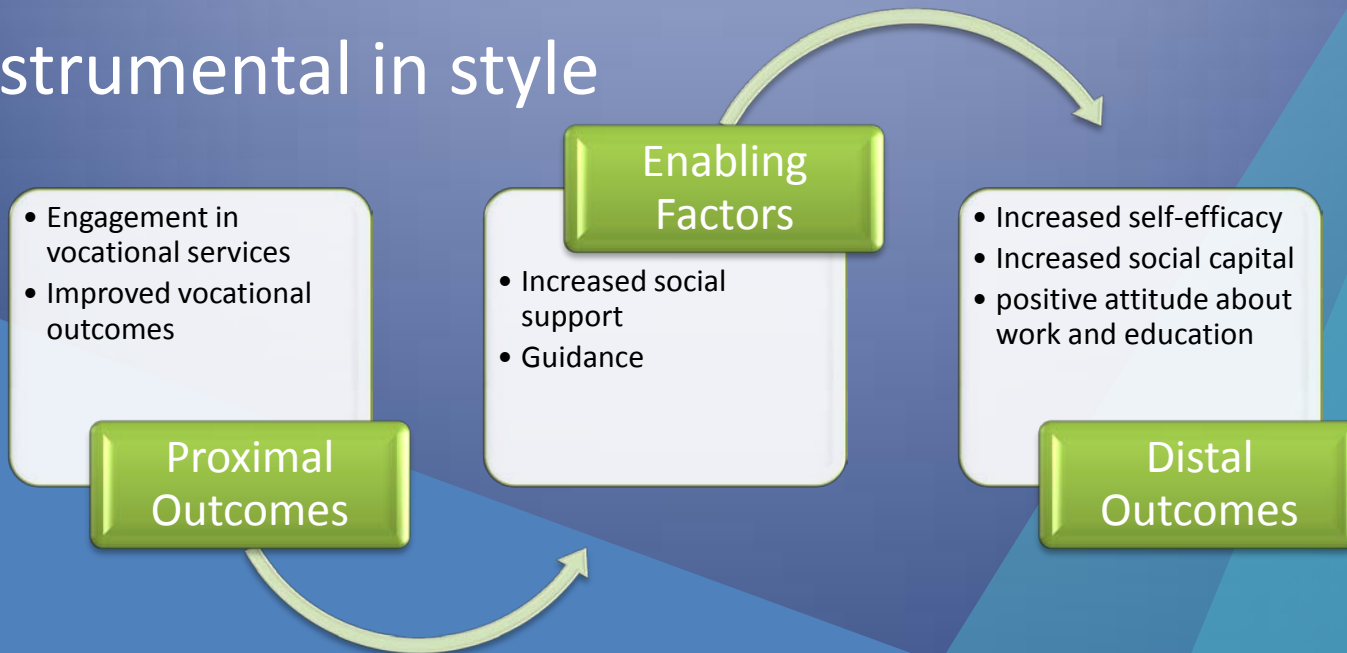 strumental in style
• Engagement in
vocational services
• Improved vocational
outcomes
Proximal
Outcomes
Enabling
Factors
• Increased social
support
• Guidance
• Increased self-efficacy
• Increased social capital
• positive attitude about
work and education
Distal
Outcomes